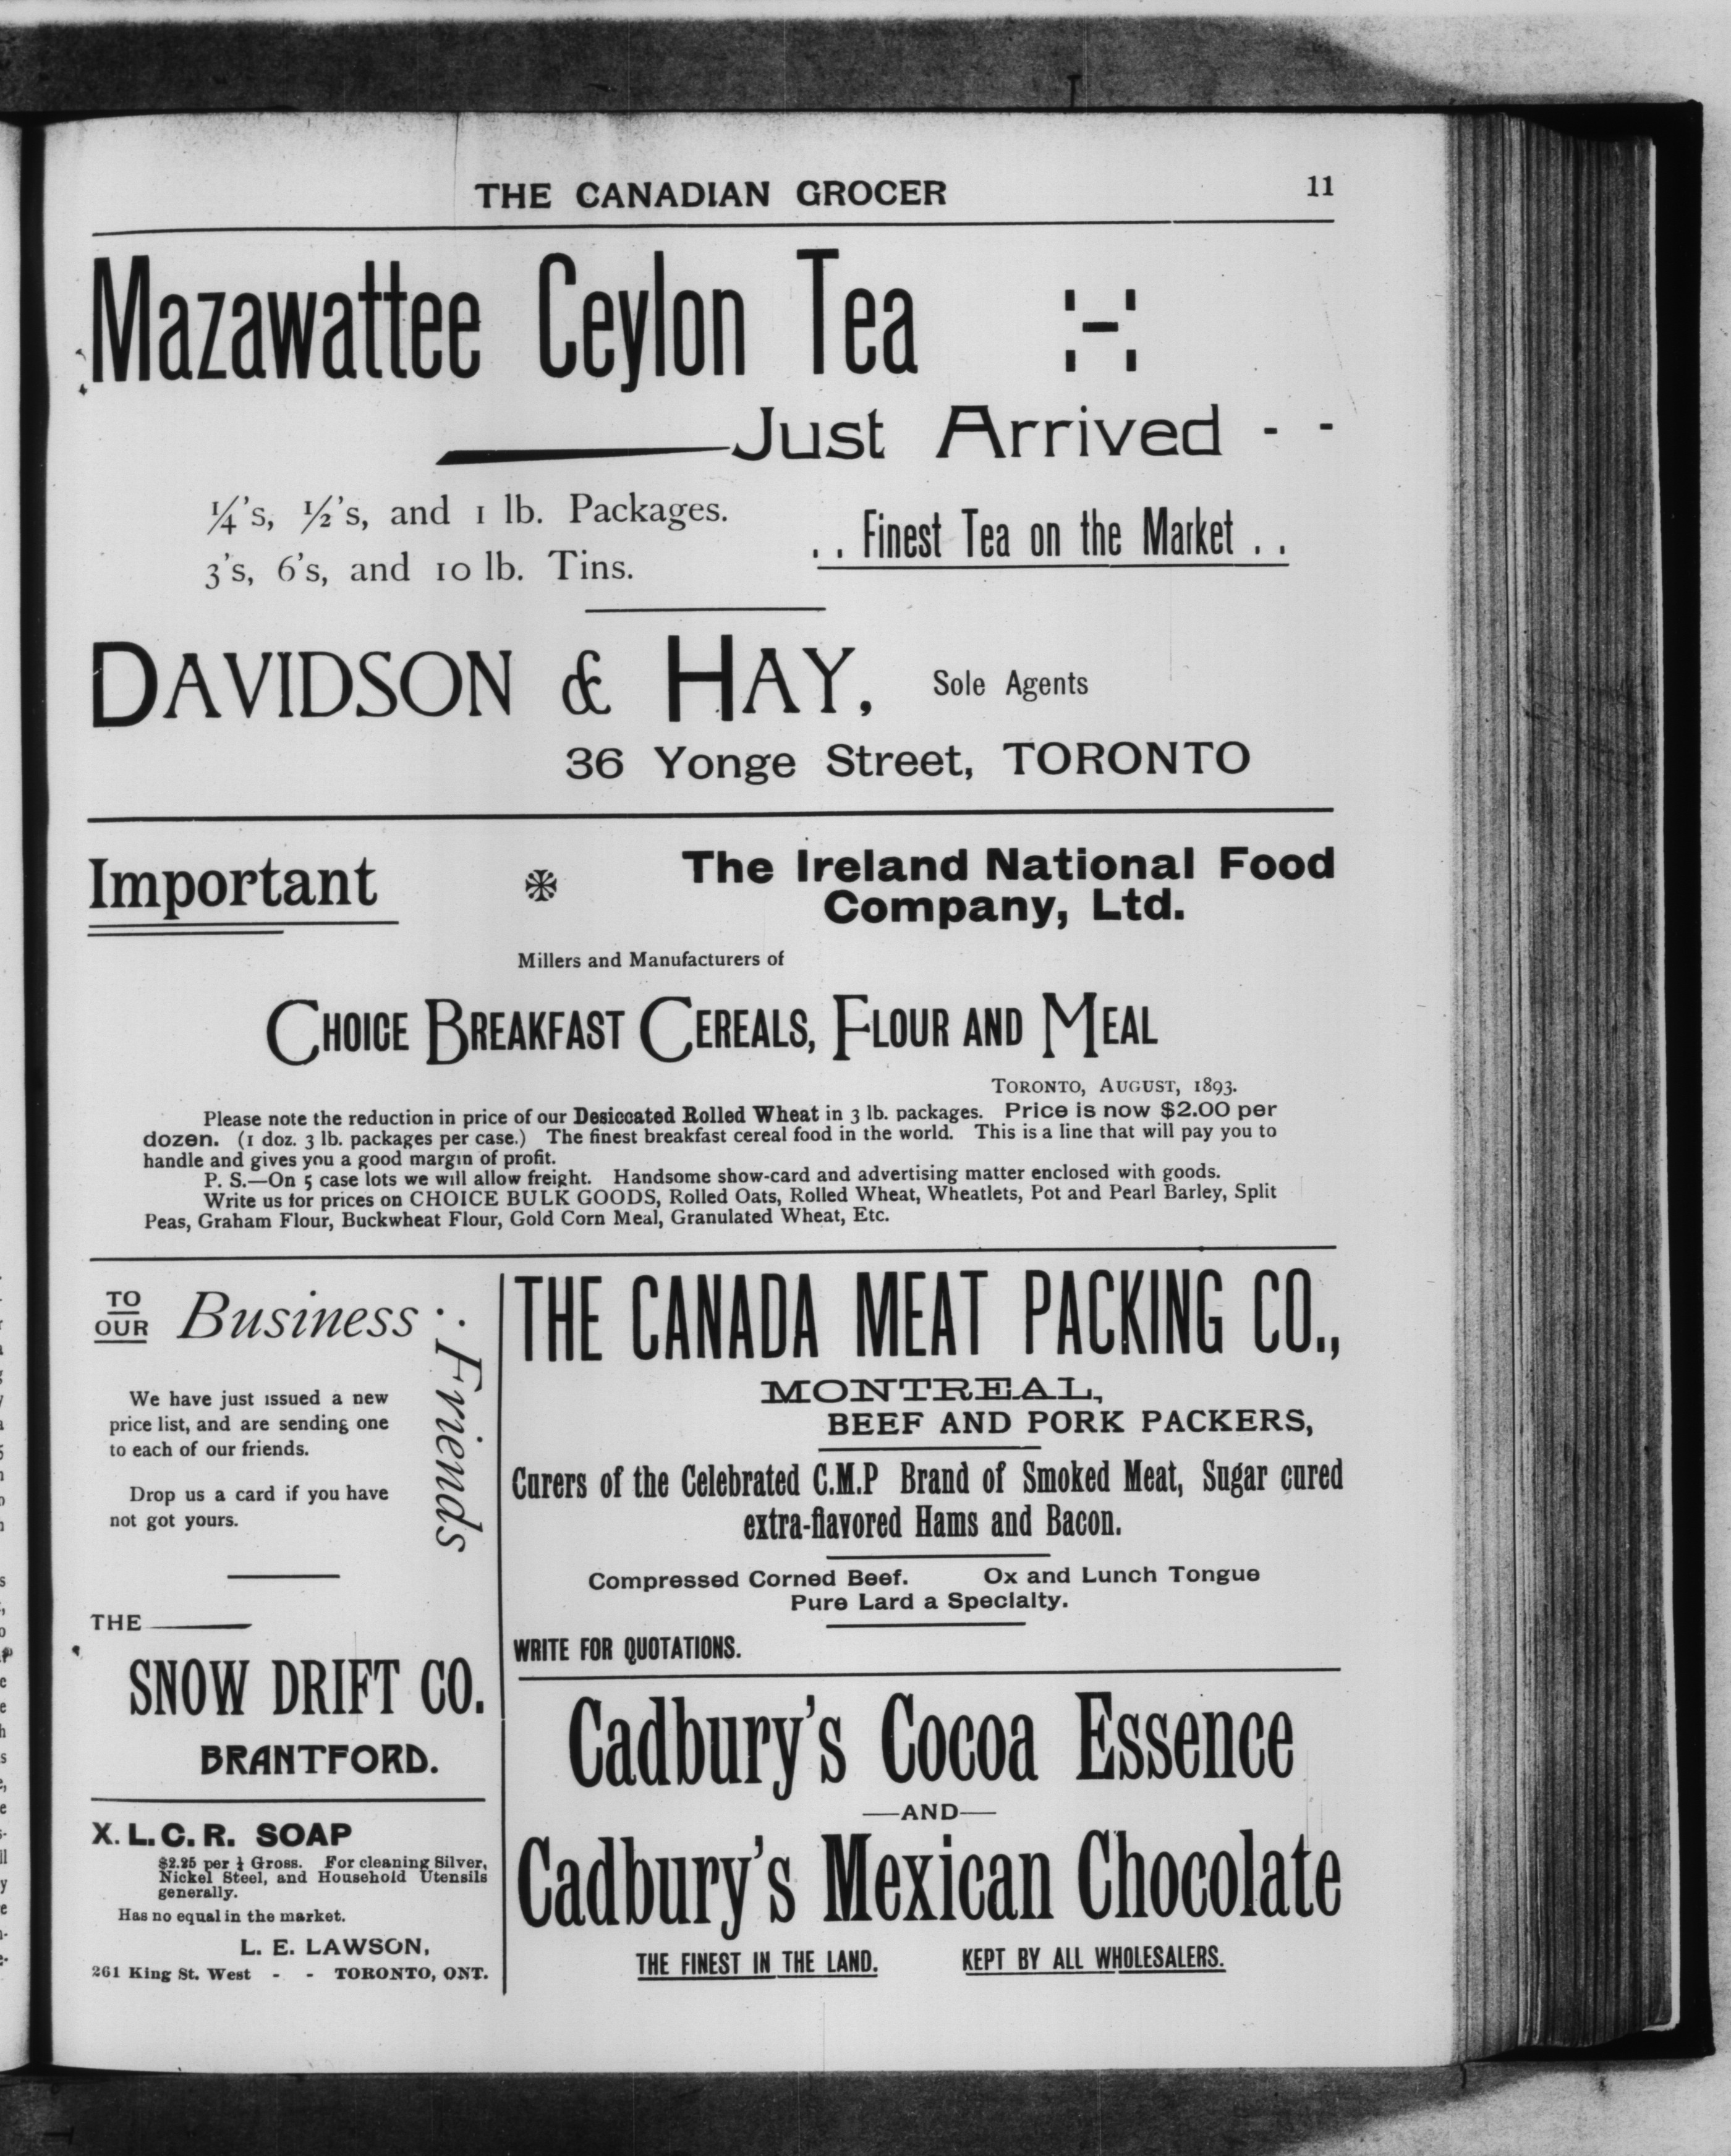 THE CANADIAN GROCER 11
Mazawattee Ceylon Tea :-:
Just Arrived - -
¼'s, ½'s, and 1 lb. Packages.
3's, 6's, and 10 lb. Tins.
. . Finest Tea on the Market . .
DAVIDSON & HAY, Sole Agents
36 Yonge Street, TORONTO
Important
The Ireland National Food
Company, Ltd.
Millers and Manufacturers of
CHOICE BREAKFAST CEREALS, FLOUR AND MEAL
TORONTO, AUGUST, 1893.
Please note the reduction in price of our Desiccated Rolled Wheat in 3 lb. packages. Price is now $2.00 per
dozen. (1 doz. 3 lb. packages per case.) The finest breakfast cereal food in the world. This is a line that will pay you to
handle and gives you a good margin of profit.
P. S.—On 5 case lots we will allow freight. Handsome show-card and advertising matter enclosed with goods.
Write us for prices on CHOICE BULK GOODS, Rolled Oats, Rolled Wheat, Wheatlets, Pot and Pearl Barley, Split
Peas, Graham Flour, Buckwheat Flour, Gold Corn Meal, Granulated Wheat, Etc.
TO
OUR
Business
Friends
We have just issued a new
price list, and are sending one
to each of our friends.
Drop us a card if you have
not got yours.
THE
SNOW DRIFT CO.
BRANTFORD.
X. L. C. R. SOAP
$2.25 per ¼ Gross. For cleaning Silver,
Nickel Steel, and Household Utensils
generally.
Has no equal in the market.
L. E. LAWSON,
261 King St. West - - TORONTO, ONT.
THE CANADA MEAT PACKING CO.,
MONTREAL,
BEEF AND PORK PACKERS,
Curers of the Celebrated C.M.P Brand of Smoked Meat, Sugar cured
extra-flavored Hams and Bacon.
Compressed Corned Beef. Ox and Lunch Tongue
Pure Lard a Specialty.
WRITE FOR QUOTATIONS.
Cadbury's Cocoa Essence
—AND—
Cadbury's Mexican Chocolate
THE FINEST IN THE LAND. KEPT BY ALL WHOLESALERS.